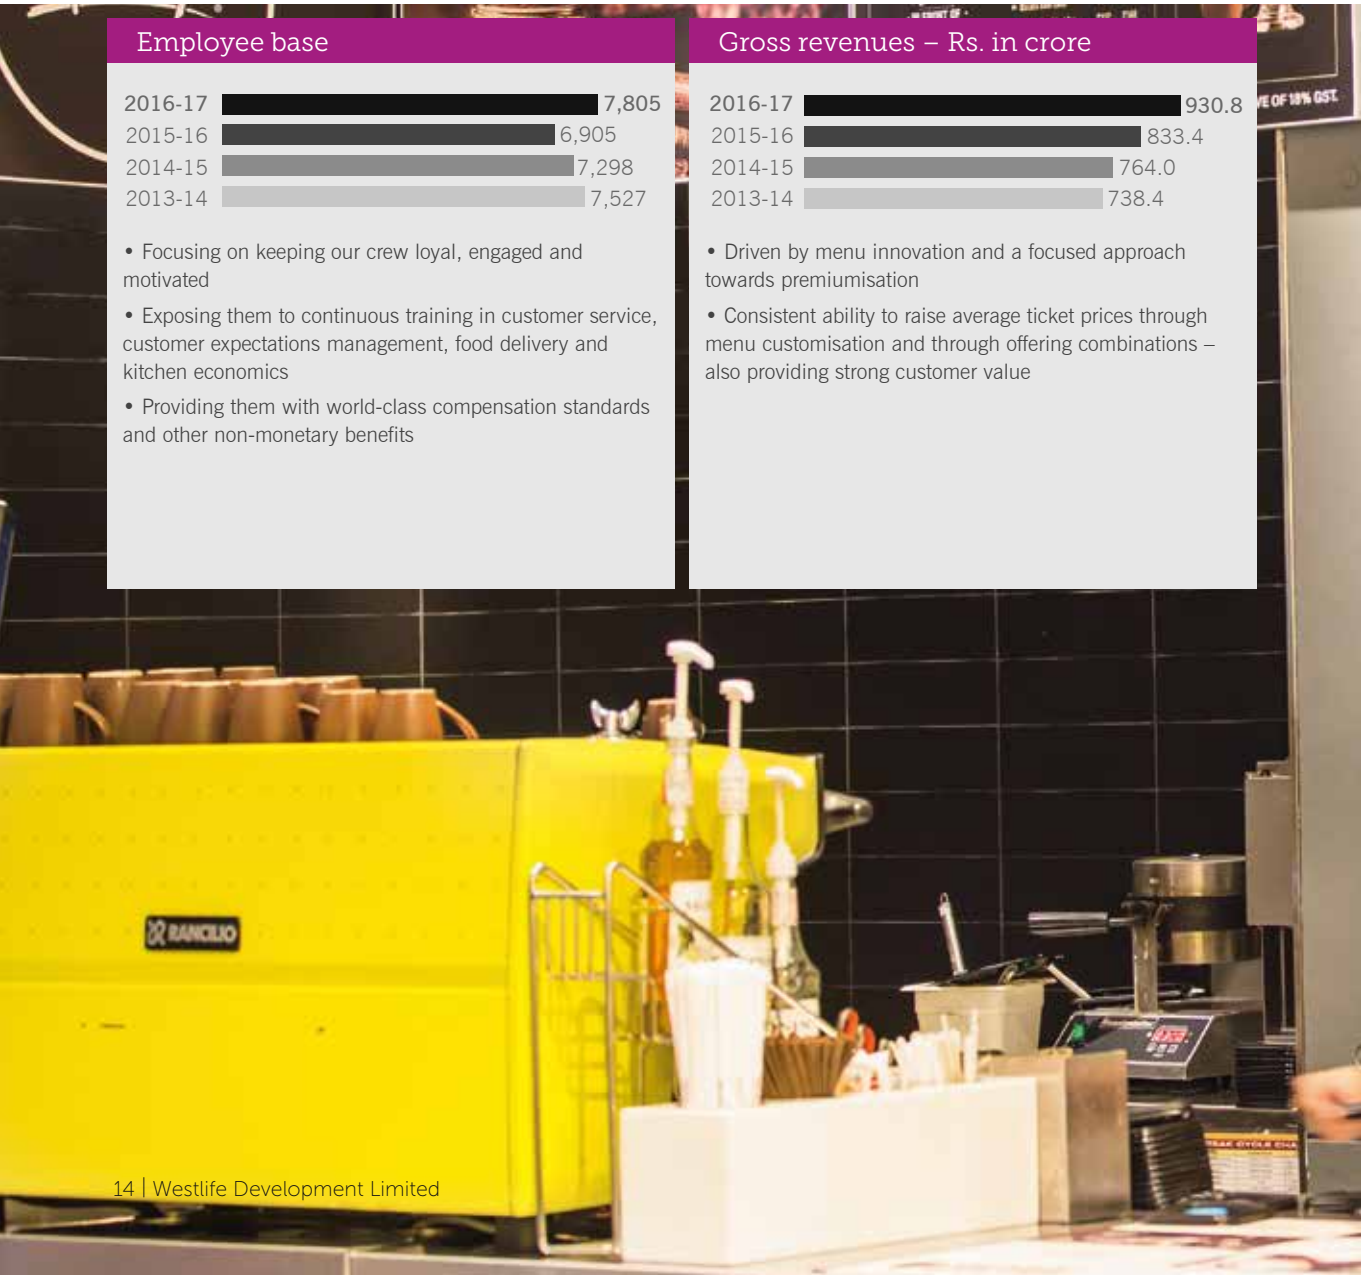 Employee base
2016-17 7,805
2015-16 6,905
2014-15 7,298
2013-14 7,527
• Focusing on keeping our crew loyal, engaged and
motivated
• Exposing them to continuous training in customer service,
customer expectations management, food delivery and
kitchen economics
• Providing them with world-class compensation standards
and other non-monetary benefits
Gross revenues – Rs. in crore
2016-17 930.8
2015-16 833.4
2014-15 764.0
2013-14 738.4
• Driven by menu innovation and a focused approach
towards premiumisation
• Consistent ability to raise average ticket prices through
menu customisation and through offering combinations –
also providing strong customer value
OF 18% GST.
RANCILIO
14 | Westlife Development Limited